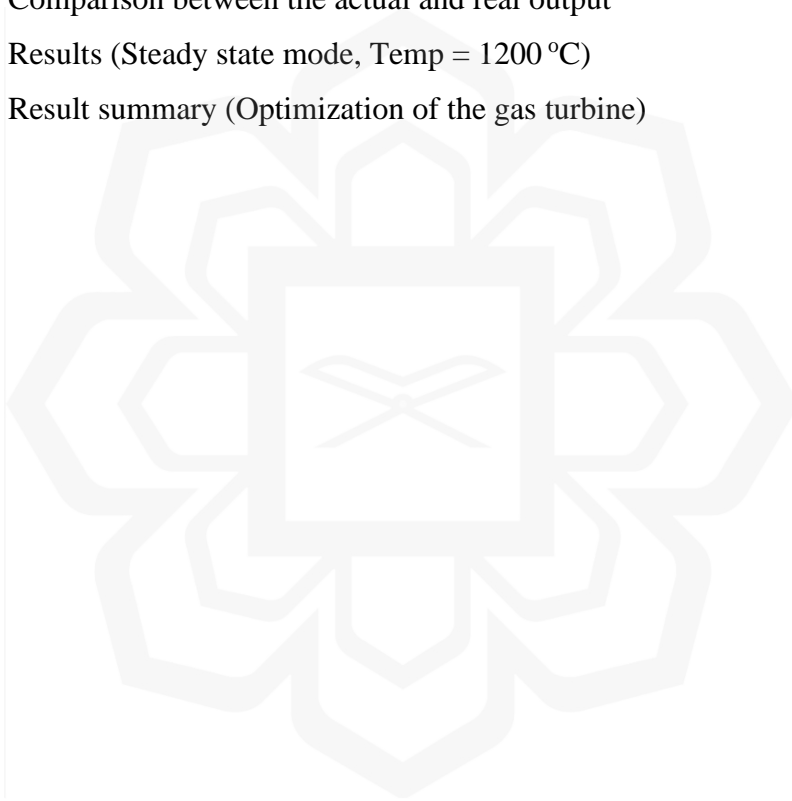 Comparison between the actual and real output
Results (Steady state mode, Temp = 1200 ºC)
Result summary (Optimization of the gas turbine)